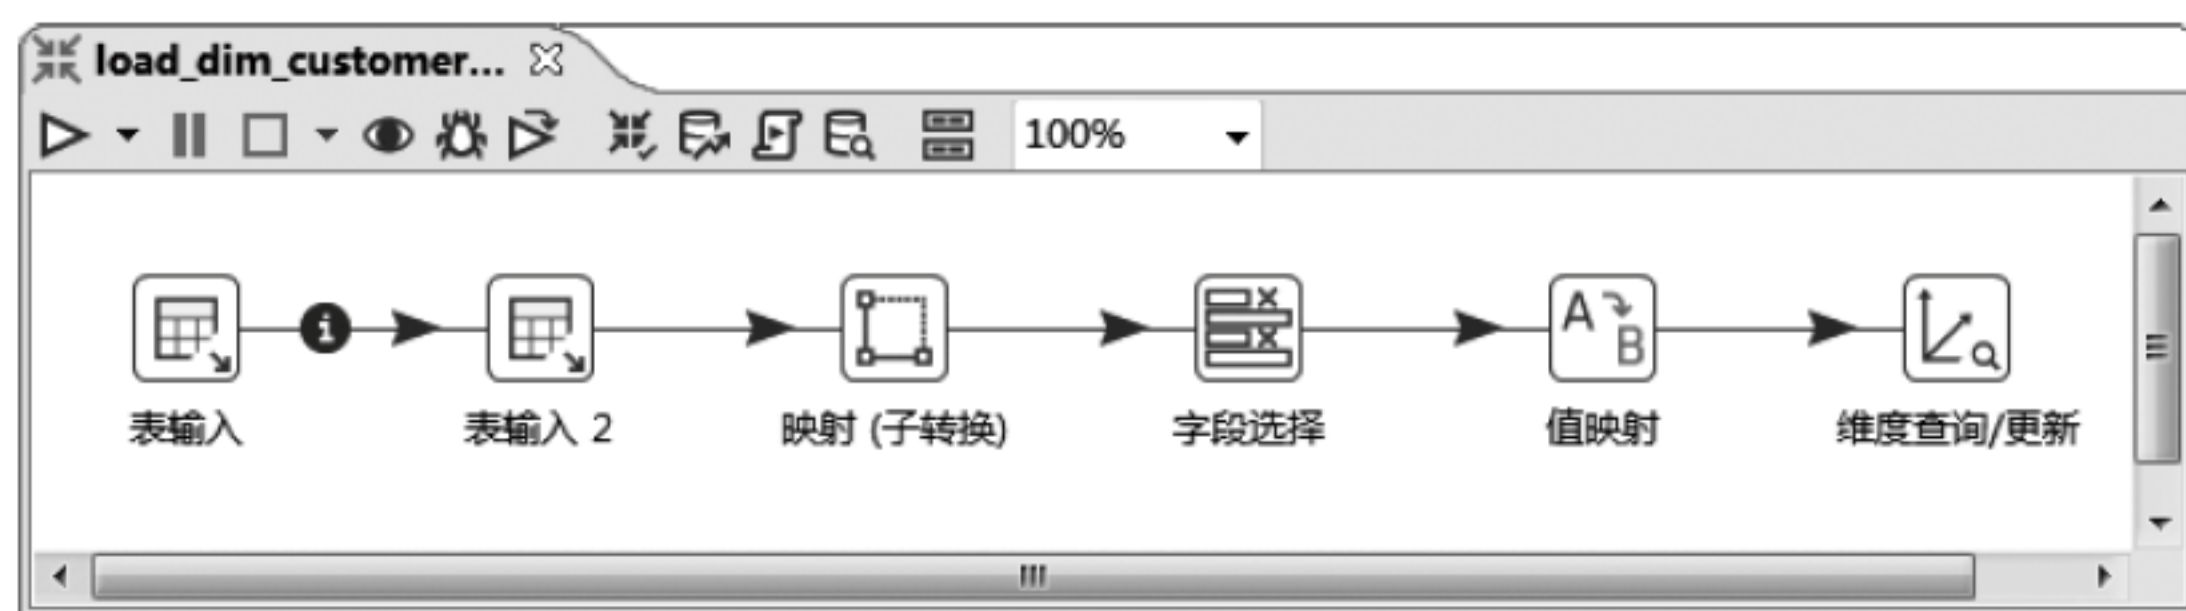 load_dim_customer...
100%
表输入
表输入 2
映射 (子转换)
字段选择
值映射
维度查询/更新